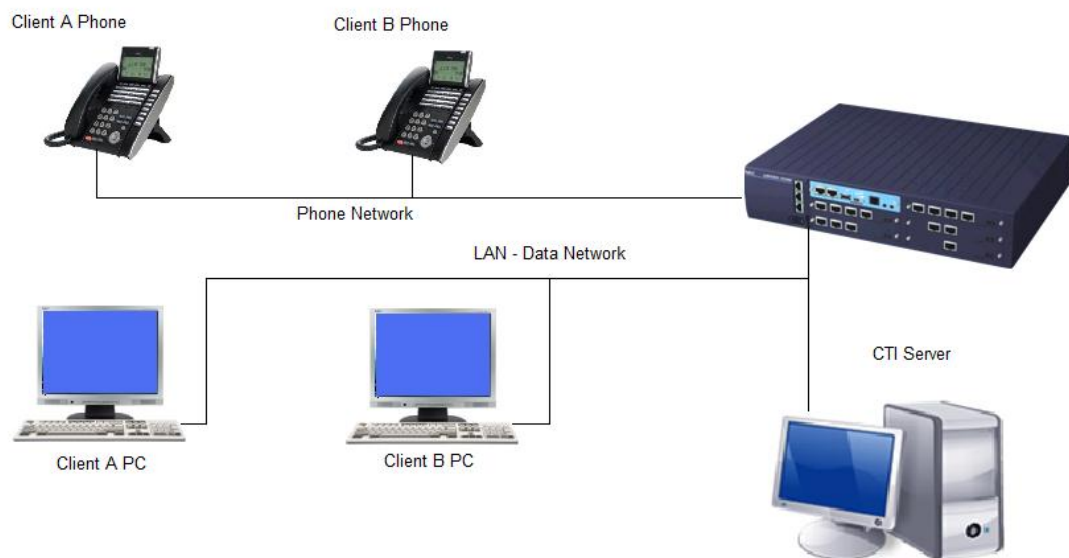 Client A Phone
Client B Phone
Phone Network
LAN - Data Network
CTI Server
Client A PC
Client B PC